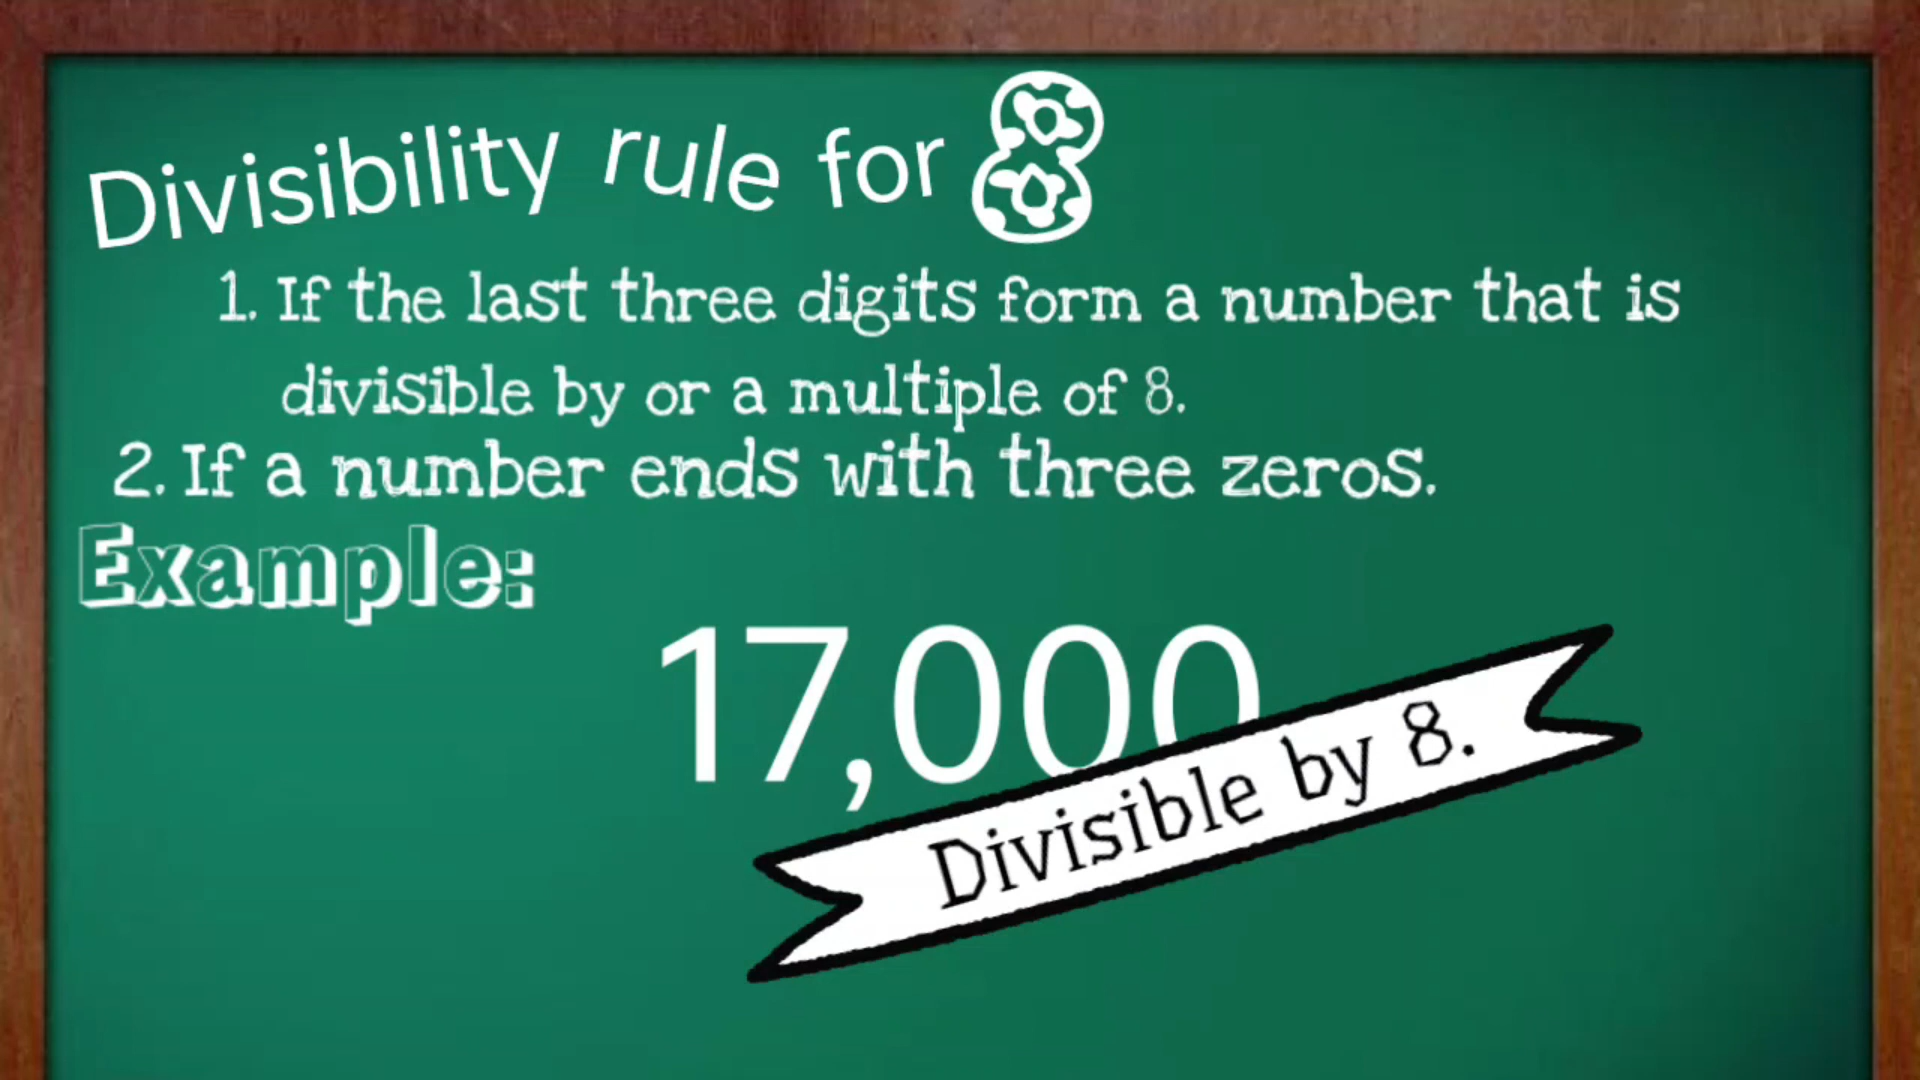 Divisibility rule for 8
1. If the last three digits form a number that is
divisible by or a multiple of 8.
2. If a number ends with three zeros.
Example:
17,000
Divisible by 8.